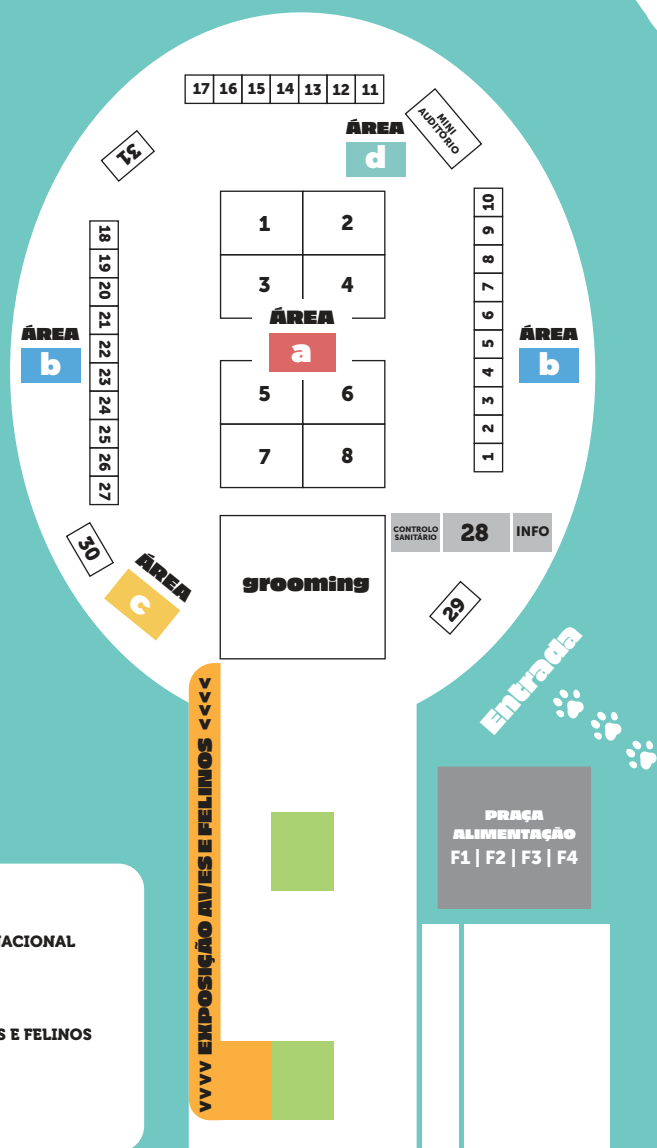 17 16 15 14 13 12 11
MINI
AUDITÓRIO
ÁREA
d
31
1 2
3 4
ÁREA
a
5 6
7 8
18
19
20
21
22
23
24
25
26
27
ÁREA
b
10
9
8
7
6
5
4
3
2
1
ÁREA
b
CONTROLO
SANITÁRIO
28
INFO
30
ÁREA
c
grooming
29
Entrada
<<<< EXPOSIÇÃO AVES E FELINOS <<<<
PRAÇA
ALIMENTAÇÃO
F1 | F2 | F3 | F4
S E FELINOS